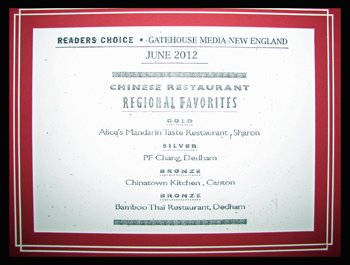 READERS CHOICE • GATEHOUSE MEDIA NEW ENGLAND
JUNE 2012
CHINESE RESTAURANT
REGIONAL FAVORITES
GOLD
Alice's Mandarin Taste Restaurant, Sharon
SILVER
PF Chang, Dedham
BRONZE
Chinatown Kitchen, Canton
BRONZE
Bamboo Thai Restaurant, Dedham